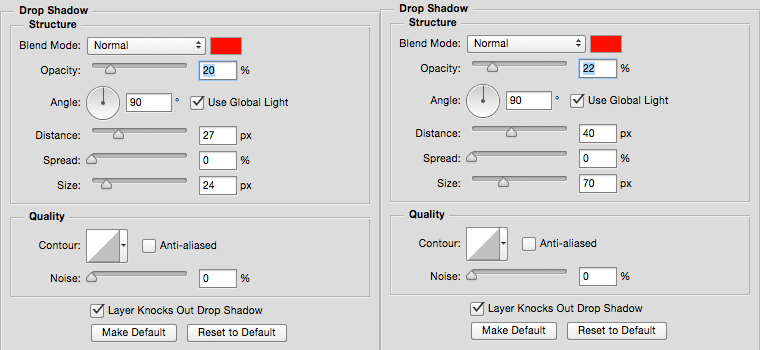 Drop Shadow
Structure
Blend Mode: Normal
Opacity: 20 %
Angle: 90 ° Use Global Light
Distance: 27 px
Spread: 0 %
Size: 24 px
Quality
Contour: Anti-aliased
Noise: 0 %
Layer Knocks Out Drop Shadow
Make Default Reset to Default
Drop Shadow
Structure
Blend Mode: Normal
Opacity: 22 %
Angle: 90 ° Use Global Light
Distance: 40 px
Spread: 0 %
Size: 70 px
Quality
Contour: Anti-aliased
Noise: 0 %
Layer Knocks Out Drop Shadow
Make Default Reset to Default